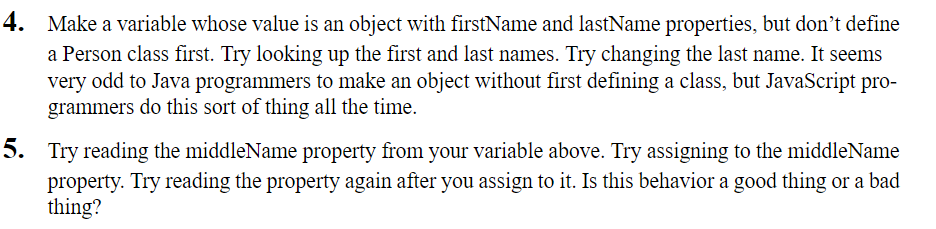 4. Make a variable whose value is an object with firstName and lastName properties, but don’t define
a Person class first. Try looking up the first and last names. Try changing the last name. It seems
very odd to Java programmers to make an object without first defining a class, but JavaScript pro-
grammers do this sort of thing all the time.
5. Try reading the middleName property from your variable above. Try assigning to the middleName
property. Try reading the property again after you assign to it. Is this behavior a good thing or a bad
thing?